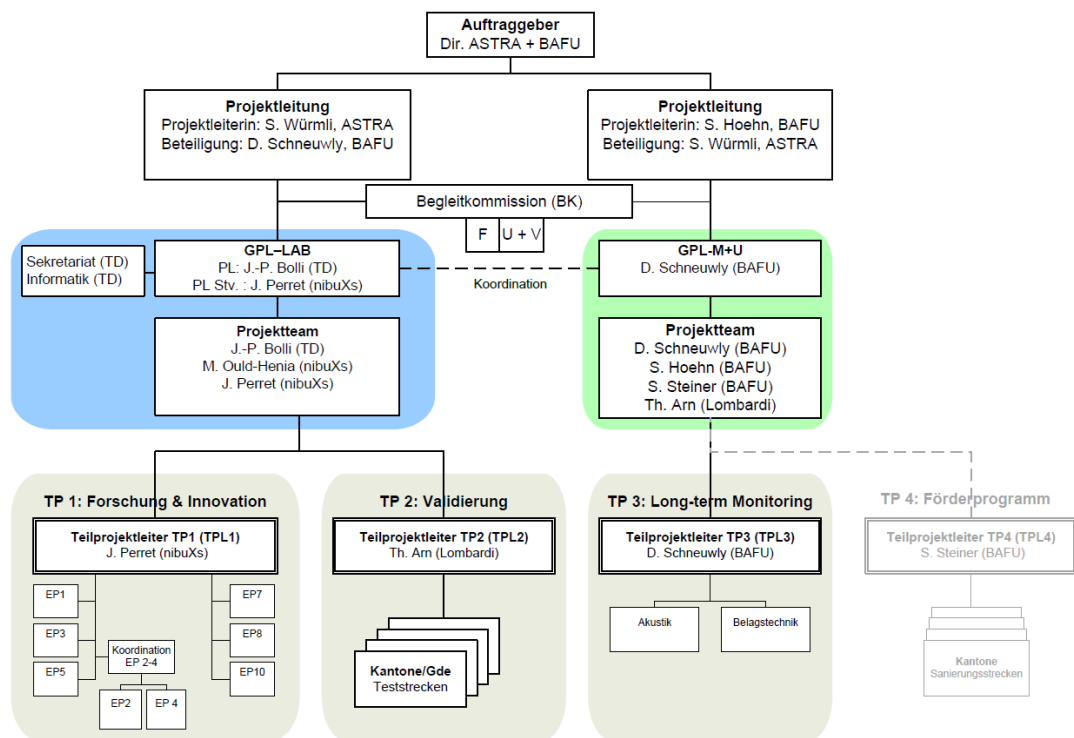 Auftraggeber
Dir. ASTRA + BAFU
Projektleitung
Projektleiterin: S. Würmli, ASTRA
Beteiligung: D. Schneuwly, BAFU
Projektleitung
Projektleiterin: S. Hoehn, BAFU
Beteiligung: S. Würmli, ASTRA
Begleitkommission (BK)
F
U + V
Sekretariat (TD)
Informatik (TD)
GPL–LAB
PL: J.-P. Bolli (TD)
PL Stv. : J. Perret (nibuXs)
Koordination
GPL-M+U
D. Schneuwly (BAFU)
Projektteam
J.-P. Bolli (TD)
M. Ould-Henia (nibuXs)
J. Perret (nibuXs)
Projektteam
D. Schneuwly (BAFU)
S. Hoehn (BAFU)
S. Steiner (BAFU)
Th. Arn (Lombardi)
TP 1: Forschung & Innovation
Teilprojektleiter TP1 (TPL1)
J. Perret (nibuXs)
EP1
EP3
EP5
Koordination
EP 2-4
EP2
EP 4
EP7
EP8
EP10
TP 2: Validierung
Teilprojektleiter TP2 (TPL2)
Th. Arn (Lombardi)
Kantone/Gde
Teststrecken
TP 3: Long-term Monitoring
Teilprojektleiter TP3 (TPL3)
D. Schneuwly (BAFU)
Akustik
Belagstechnik
TP 4: Förderprogramm
Teilprojektleiter TP4 (TPL4)
S. Steiner (BAFU)
Kantone
Sanierungsstrecken